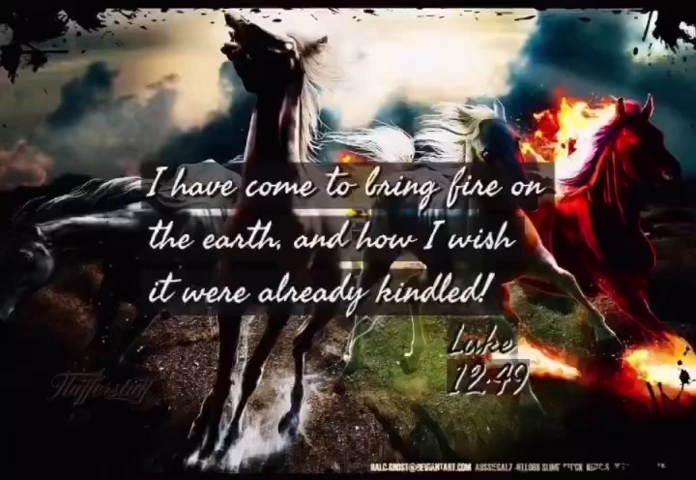 I have come to bring fire on
the earth, and how I wish
it were already kindled!
Luke
12:49